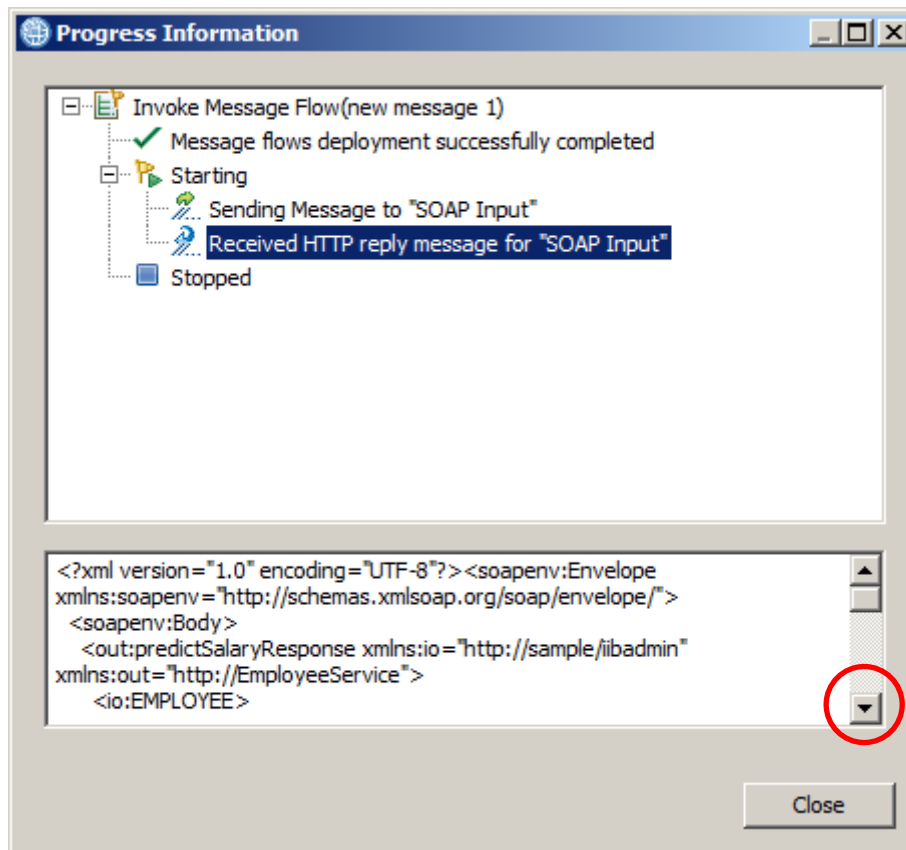 Progress Information
Invoke Message Flow(new message 1)
Message flows deployment successfully completed
Starting
Sending Message to "SOAP Input"
Received HTTP reply message for "SOAP Input"
Stopped
<?xml version="1.0" encoding="UTF-8"?><soapenv:Envelope
xmlns:soapenv="http://schemas.xmlsoap.org/soap/envelope/">
<soapenv:Body>
<out:predictSalaryResponse xmlns:io="http://sample/iibadmin"
xmlns:out="http://EmployeeService">
<io:EMPLOYEE>
Close